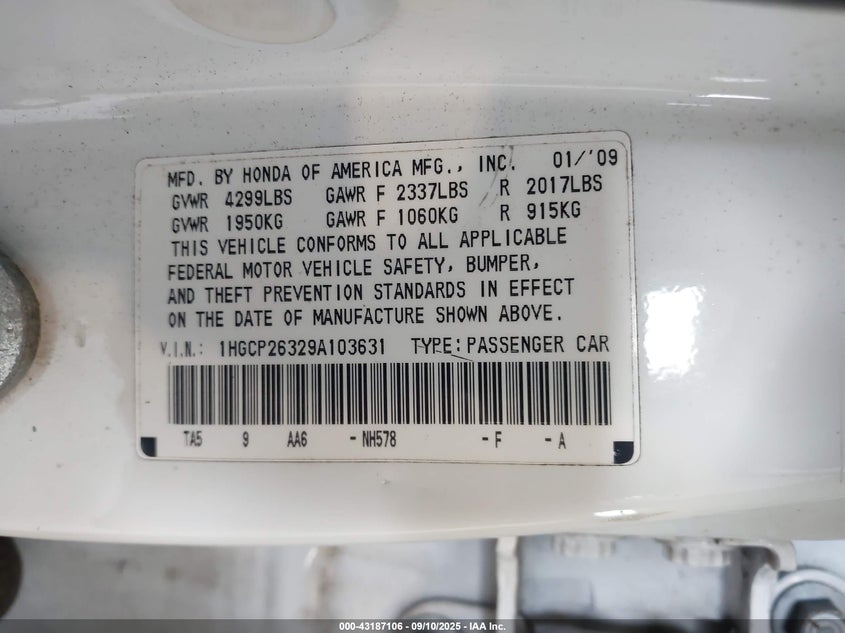 MFD. BY HONDA OF AMERICA MFG., INC. 01/'09
GVWR 4299LBS GAWR F 2337LBS R 2017LBS
GVWR 1950KG GAWR F 1060KG R 915KG
THIS VEHICLE CONFORMS TO ALL APPLICABLE
FEDERAL MOTOR VEHICLE SAFETY, BUMPER,
AND THEFT PREVENTION STANDARDS IN EFFECT
ON THE DATE OF MANUFACTURE SHOWN ABOVE.
V.I.N.: 1HGCP26329A103631 TYPE: PASSENGER CAR
TA5 9 AA6 - NH578 - F - A
000-43187106 - 09/10/2025 - IAA Inc.